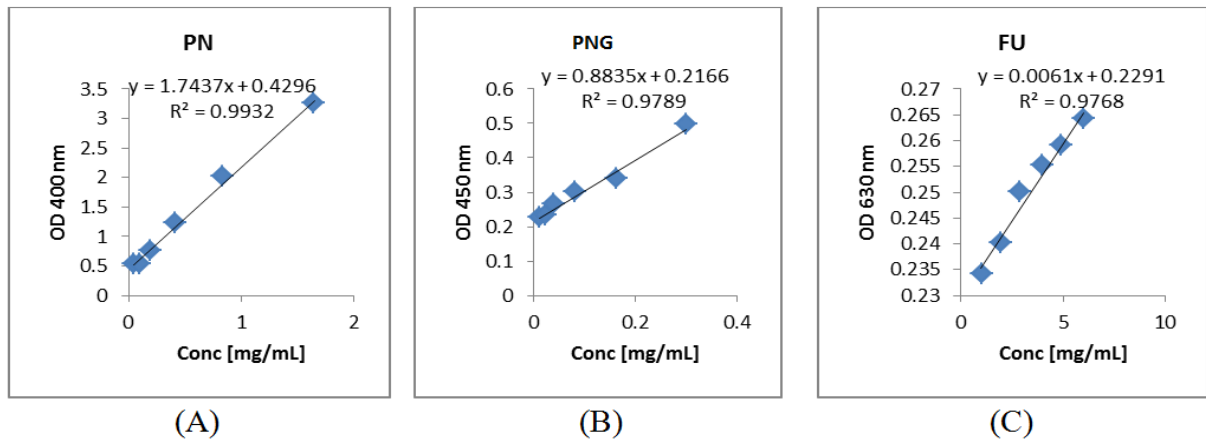 PN
y = 1.7437x + 0.4296
R² = 0.9932
3.5
3
2.5
2
1.5
1
0.5
0
0 1 2
OD 400 nm
Conc [mg/mL]
(A)
PNG
y = 0.8835x + 0.2166
R² = 0.9789
0.6
0.5
0.4
0.3
0.2
0.1
0
0 0.2 0.4
OD 450 nm
Conc [mg/mL]
(B)
FU
y = 0.0061x + 0.2291
R² = 0.9768
0.27
0.265
0.26
0.255
0.25
0.245
0.24
0.235
0.23
0 5 10
OD 630 nm
Conc [mg/mL]
(C)